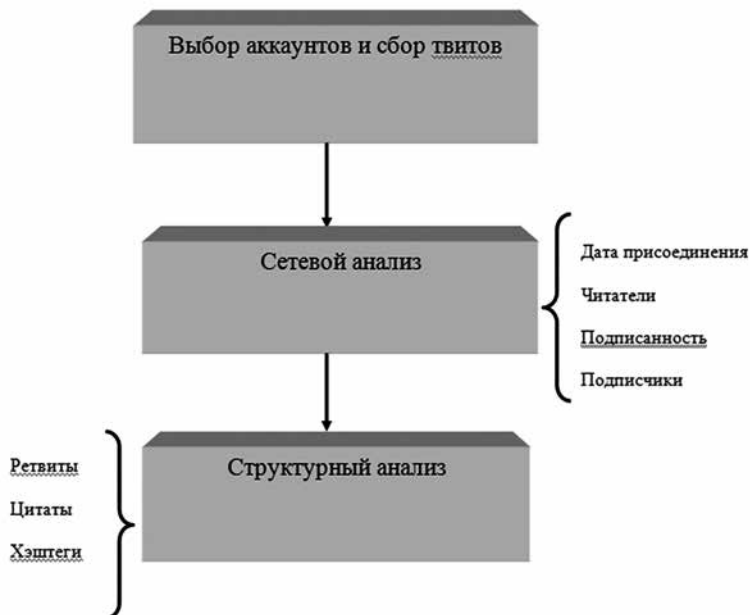 Выбор аккаунтов и сбор твитов
Сетевой анализ
Дата присоединения
Читатели
Подписанность
Подписчики
Структурный анализ
Ретвиты
Цитаты
Хэштеги